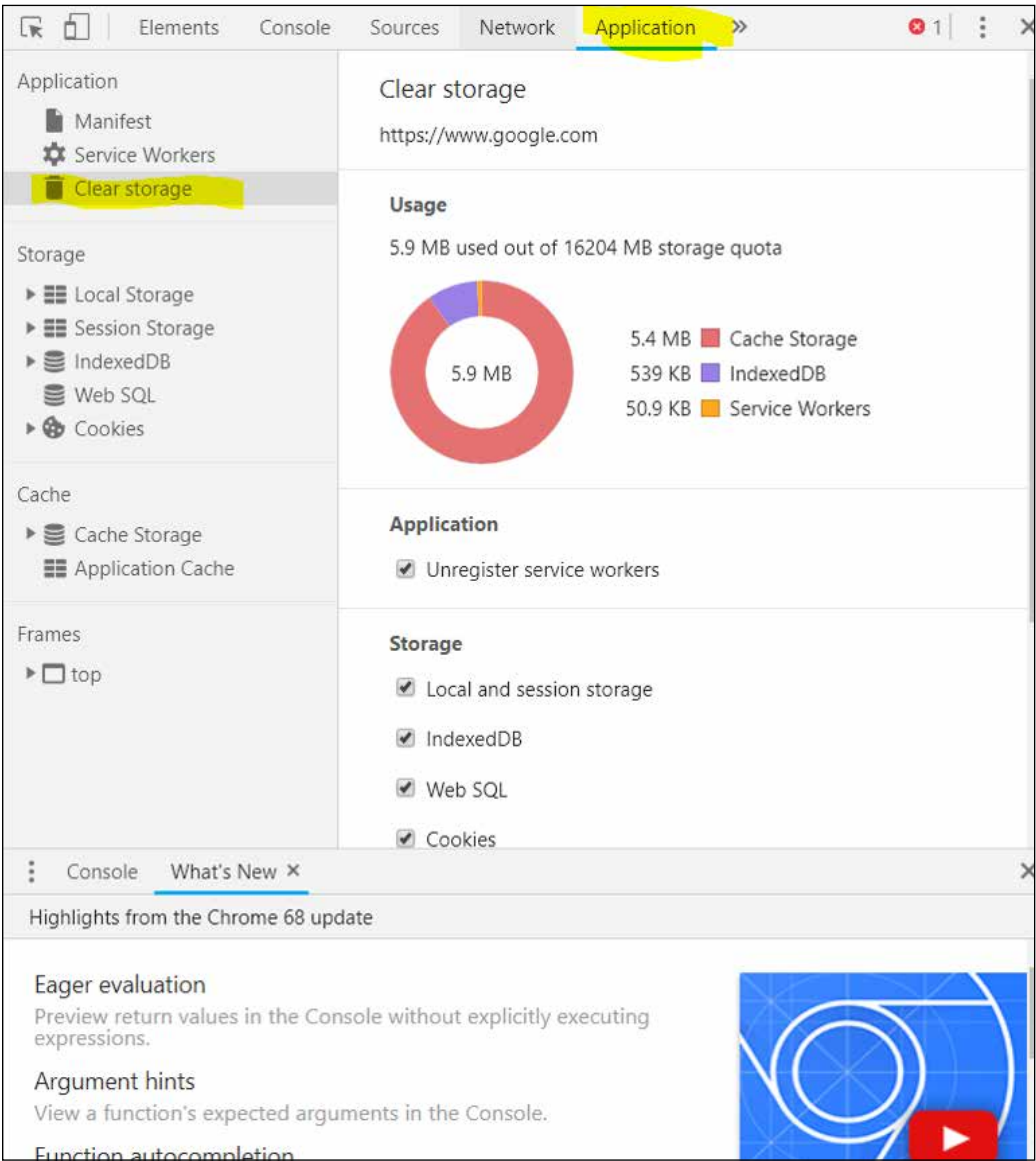 Elements Console Sources Network Application » 1
Application
Manifest
Service Workers
Clear storage
Storage
Local Storage
Session Storage
IndexedDB
Web SQL
Cookies
Cache
Cache Storage
Application Cache
Frames
top
Clear storage
https://www.google.com
Usage
5.9 MB used out of 16204 MB storage quota
5.9 MB
5.4 MB Cache Storage
539 KB IndexedDB
50.9 KB Service Workers
Application
Unregister service workers
Storage
Local and session storage
IndexedDB
Web SQL
Cookies
Console What's New ×
Highlights from the Chrome 68 update
Eager evaluation
Preview return values in the Console without explicitly executing
expressions.
Argument hints
View a function's expected arguments in the Console.
Function autocompletion